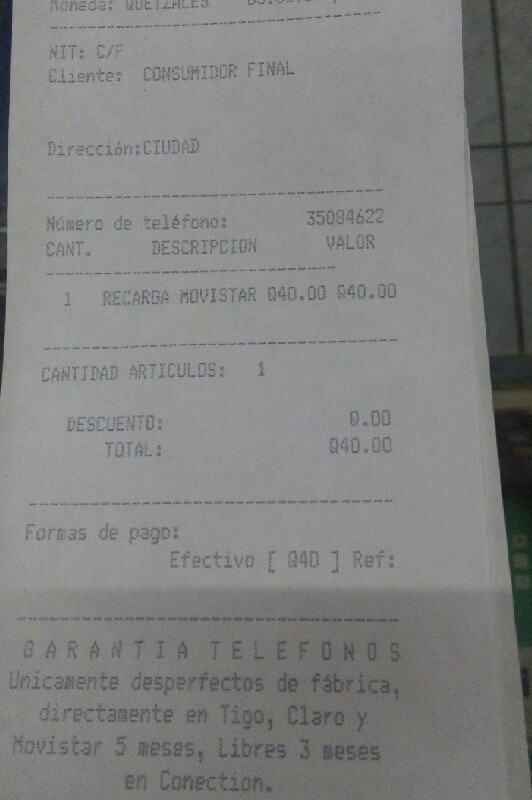 Moneda: QUETZALES
NIT: C/F
Cliente: CONSUMIDOR FINAL
Dirección:CIUDAD
Número de teléfono: 35084622
CANT. DESCRIPCION VALOR
1 RECARGA MOVISTAR Q40.00 Q40.00
CANTIDAD ARTICULOS: 1
DESCUENTO: Q.00
TOTAL: Q40.00
Formas de pago:
Efectivo [ Q40 ] Ref:
G A R A N T I A T E L E F O N O S
Unicamente desperfectos de fábrica,
directamente en Tigo, Claro y
Movistar 5 meses, Libres 3 meses
en Conection.